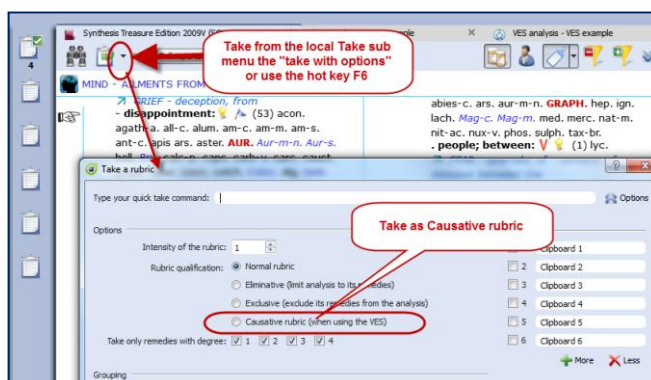 Synthesis Treasure Edition 2009V
VES analysis - VES example
Take from the local Take sub
menu the "take with options"
or use the hot key F6
4
MIND - AILMENTS FROM
GRIEF - deception, from
- disappointment: (53) acon.
agath-a. all-c. alum. am-c. am-m. am-s.
ant-c. apis ars. aster. AUR. Aur-m-n. Aur-s.
abies-c. ars. aur-m-n. GRAPH. hep. ign.
lach. Mag-c. Mag-m. med. merc. nat-m.
nit-ac. nux-v. phos. sulph. tax-br.
. people; between: (1) lyc.
Take a rubric
Type your quick take command:
Options
Take as Causative rubric
Options
Intensity of the rubric: 1
Rubric qualification: Normal rubric
Eliminative (limit analysis to its remedies)
Exclusive (exclude its remedies from the analysis)
Causative rubric (when using the VES)
Take only remedies with degree: 1 2 3 4
Clipboard 1
2 Clipboard 2
3 Clipboard 3
4 Clipboard 4
5 Clipboard 5
6 Clipboard 6
More Less
Grouping